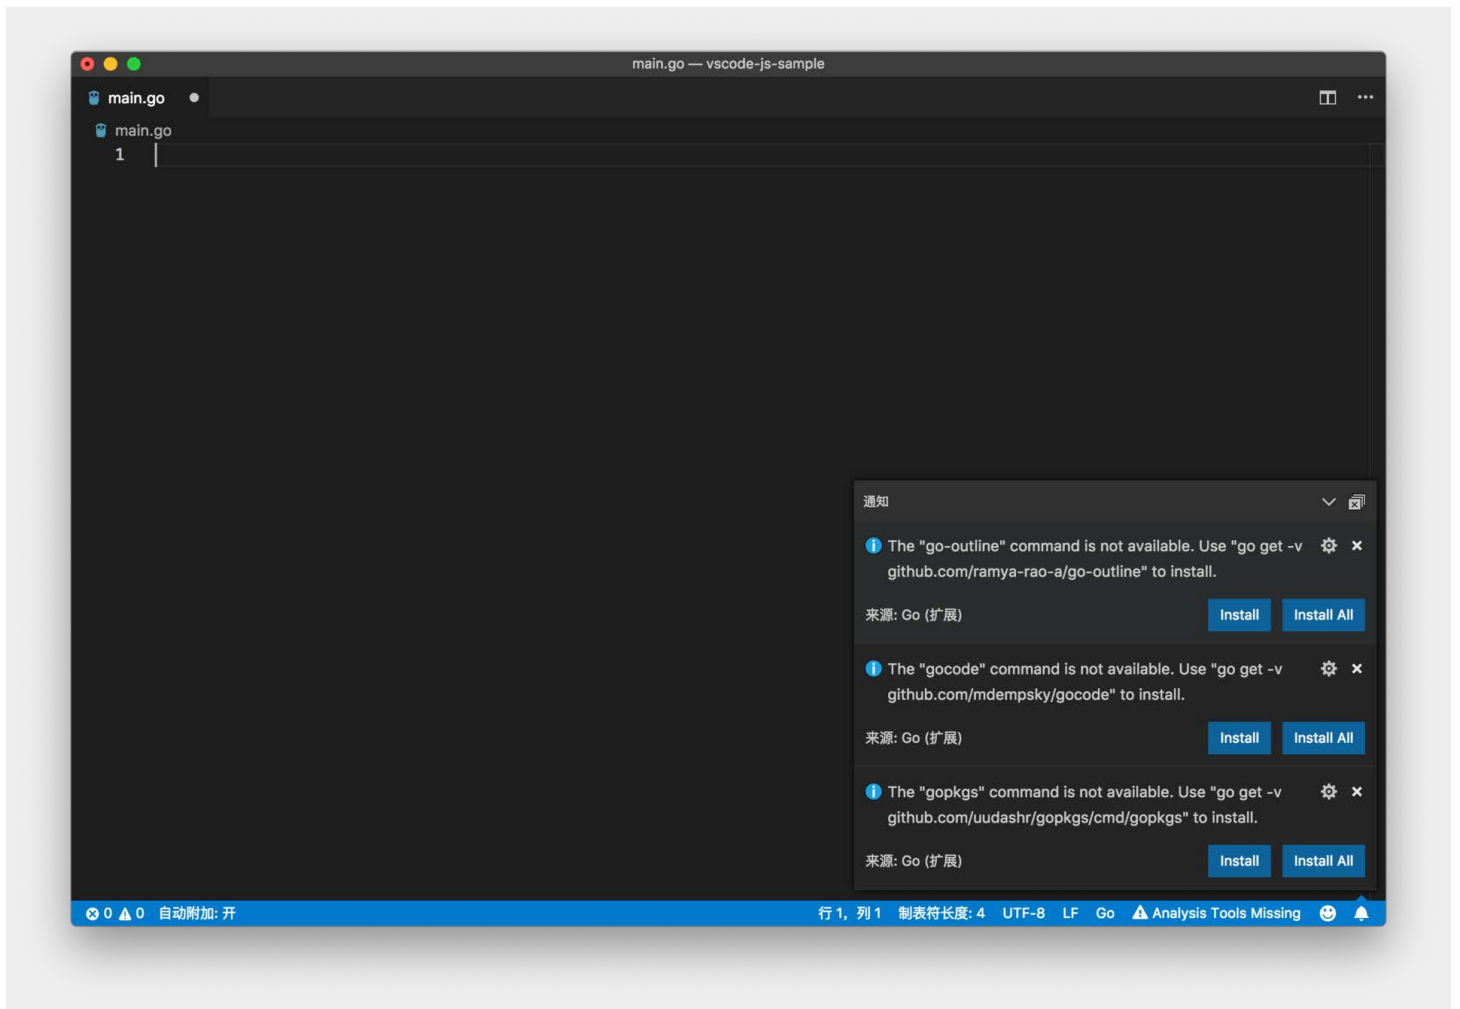 main.go — vscode-js-sample
main.go
main.go
1
通知
The "go-outline" command is not available. Use "go get -v
github.com/ramya-rao-a/go-outline" to install.
来源: Go (扩展) Install Install All
The "gocode" command is not available. Use "go get -v
github.com/mdempsky/gocode" to install.
来源: Go (扩展) Install Install All
The "gopkgs" command is not available. Use "go get -v
github.com/uudashr/gopkgs/cmd/gopkgs" to install.
来源: Go (扩展) Install Install All
0 0 自动附加: 开 行 1, 列 1 制表符长度: 4 UTF-8 LF Go Analysis Tools Missing